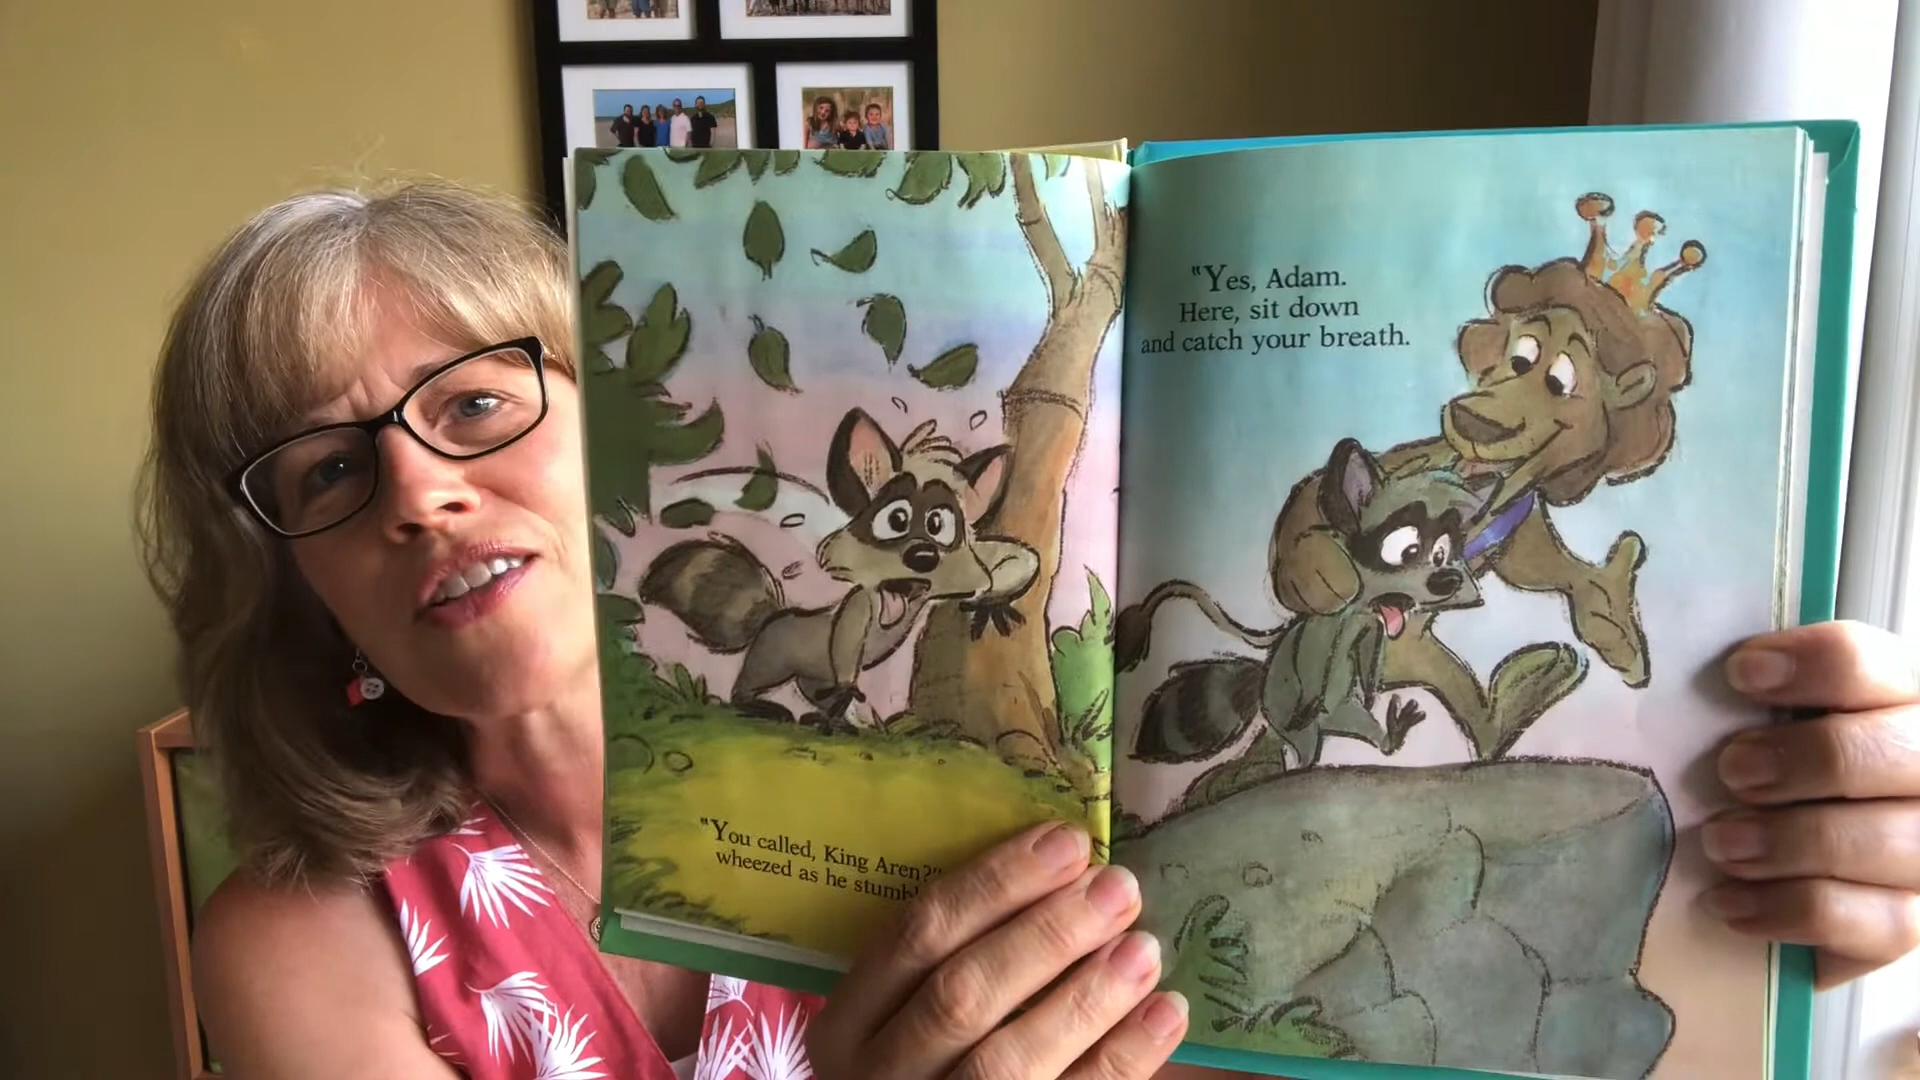 "You called, King Aren?"
wheezed as he
"Yes, Adam.
Here, sit down
and catch your breath.